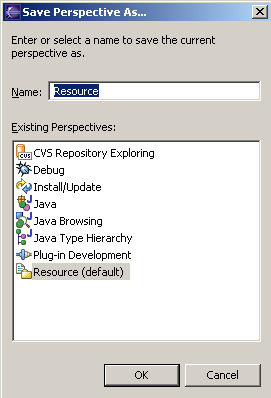 Save Perspective As...
Enter or select a name to save the current
perspective as.
Name: Resource
Existing Perspectives:
CVS Repository Exploring
Debug
Install/Update
Java
Java Browsing
Java Type Hierarchy
Plug-in Development
Resource (default)
OK Cancel